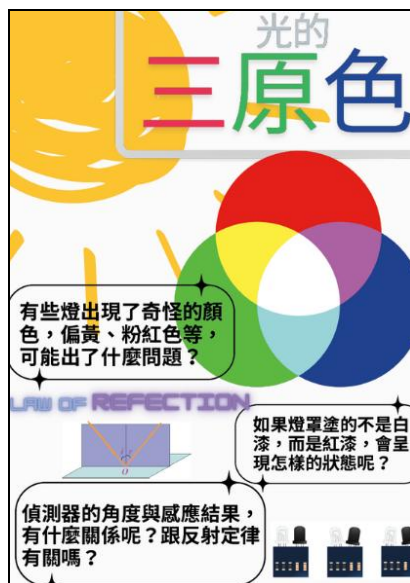 光的
三原色
有些燈出現了奇怪的顏
色，偏黃、粉紅色等，
可能出了什麼問題？
LAW OF REFECTION
如果燈罩塗的不是白
漆，而是紅漆，會呈
現怎樣的狀態呢？
偵測器的角度與感應結果，
有什麼關係呢？跟反射定律
有關嗎？